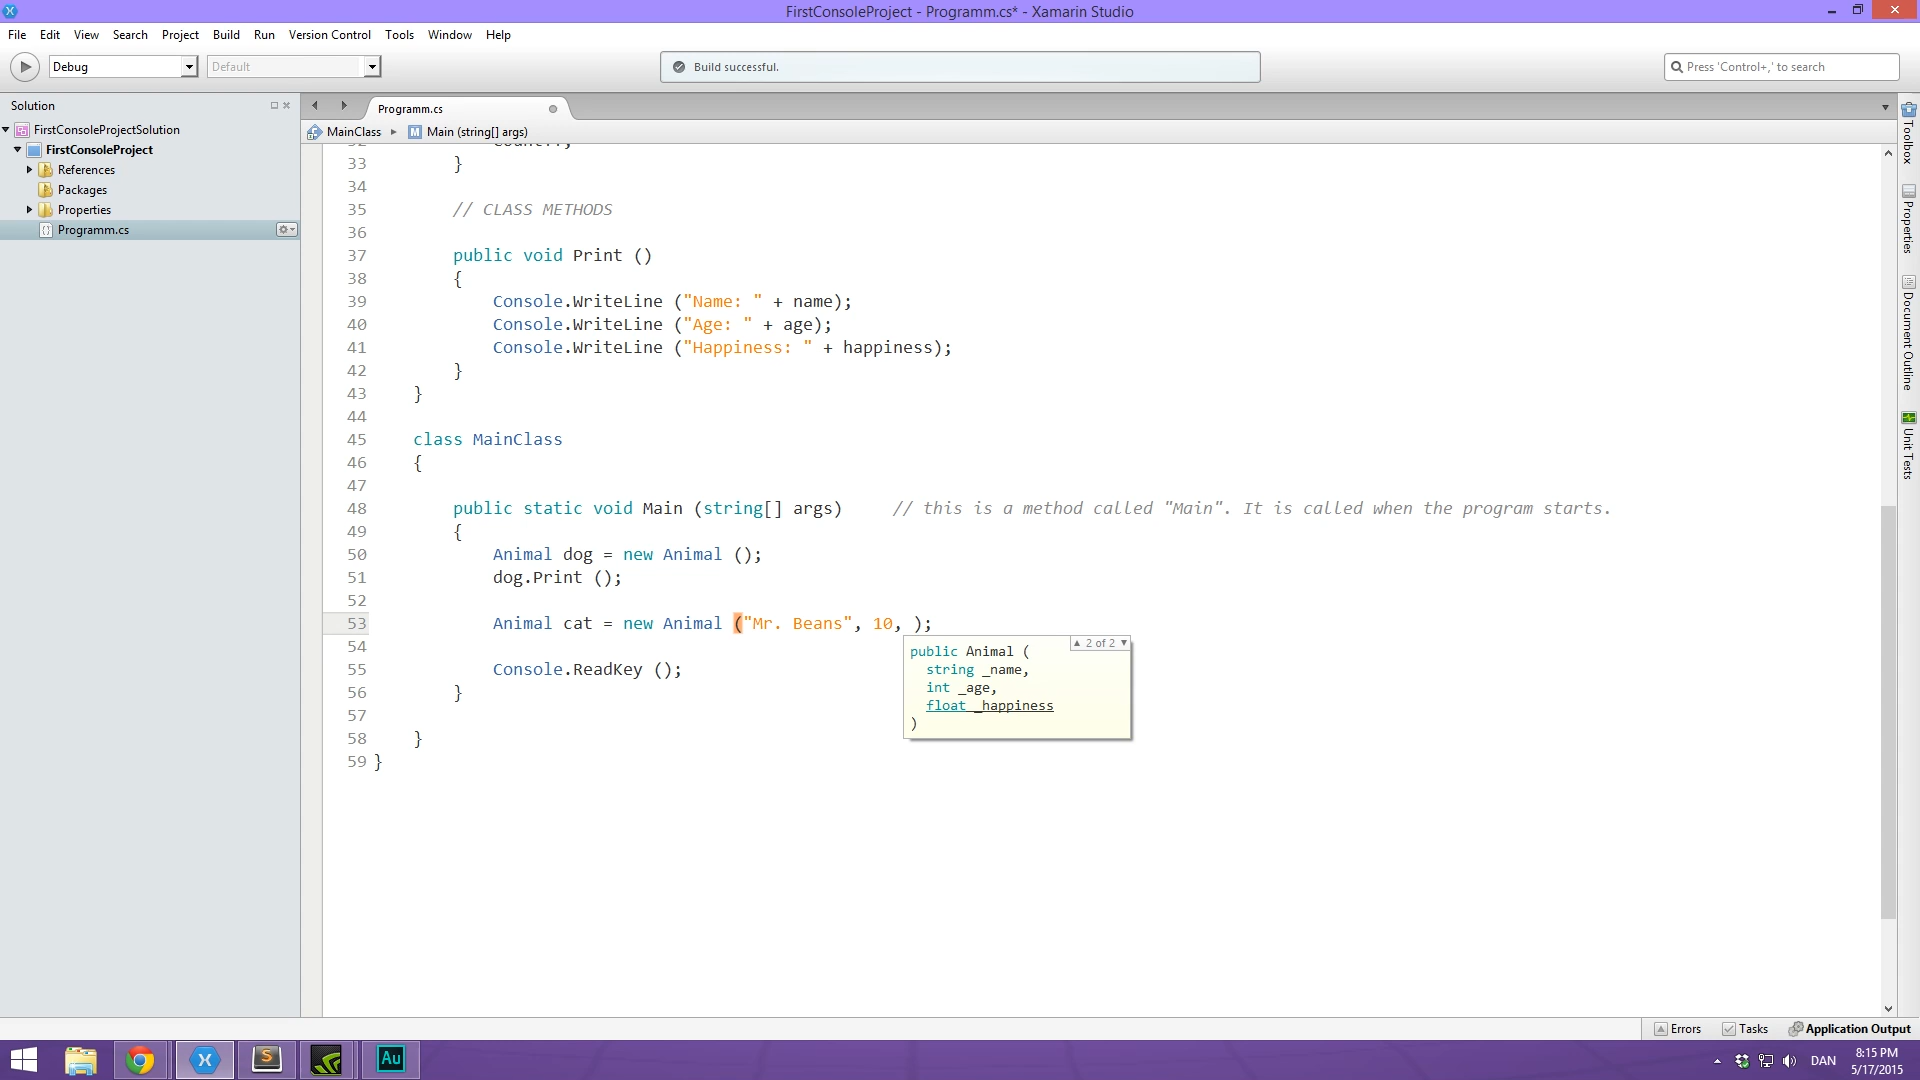 FirstConsoleProject - Programm.cs* - Xamarin Studio
File Edit View Search Project Build Run Version Control Tools Window Help
Debug
Default
Build successful.
Press 'Control+,' to search
Solution
FirstConsoleProjectSolution
FirstConsoleProject
References
Packages
Properties
Programm.cs
Programm.cs
MainClass
M Main (string[] args)
33 }
34
35 // CLASS METHODS
36
37 public void Print ()
38 {
39 Console.WriteLine ("Name: " + name);
40 Console.WriteLine ("Age: " + age);
41 Console.WriteLine ("Happiness: " + happiness);
42 }
43 }
44
45 class MainClass
46 {
47
48 public static void Main (string[] args) // this is a method called "Main". It is called when the program starts.
49 {
50 Animal dog = new Animal ();
51 dog.Print ();
52
53 Animal cat = new Animal ("Mr. Beans", 10, );
54
55 Console.ReadKey ();
56 }
57
58 }
59 }
▲ 2 of 2 ▼
public Animal (
string _name,
int _age,
float _happiness
)
Toolbox
Properties
Document Outline
Unit Tests
Errors
Tasks
Application Output
S
Au
DAN
8:15 PM
5/17/2015